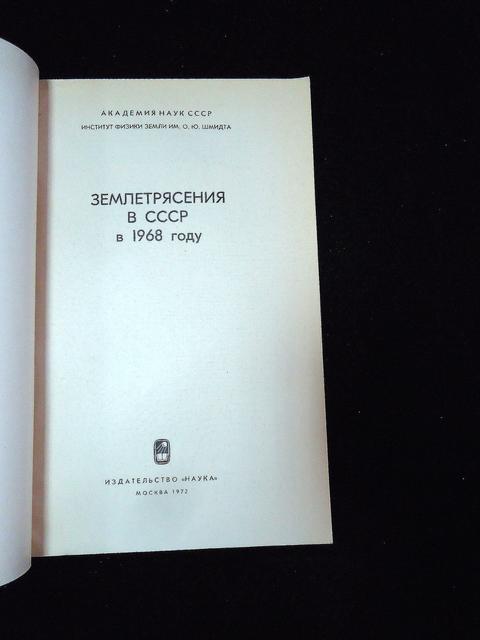 АКАДЕМИЯ НАУК СССР
ИНСТИТУТ ФИЗИКИ ЗЕМЛИ ИМ. О. Ю. ШМИДТА
ЗЕМЛЕТРЯСЕНИЯ
В СССР
в 1968 году
ИЗДАТЕЛЬСТВО «НАУКА»
МОСКВА 1972